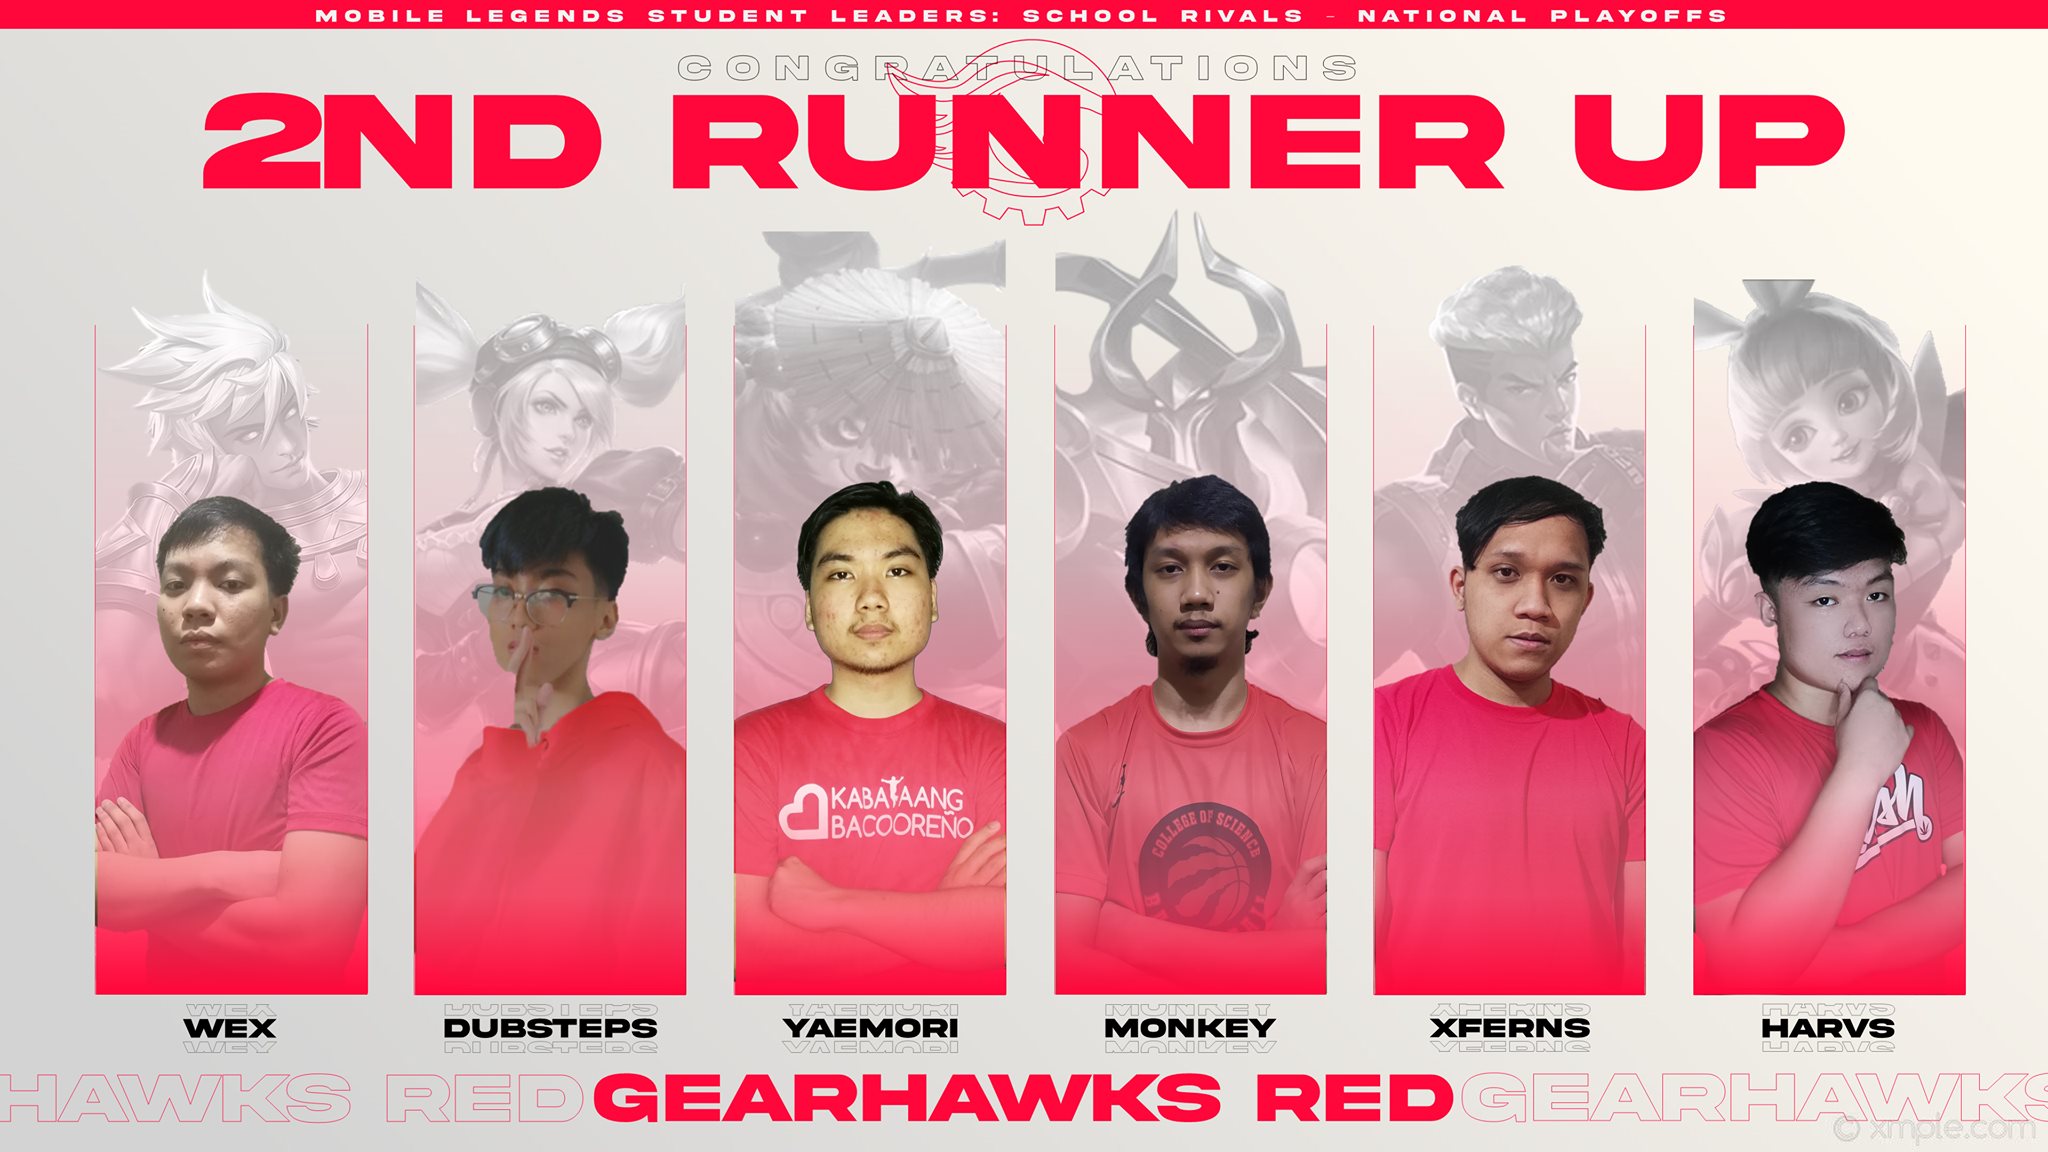 MOBILE LEGENDS STUDENT LEADERS: SCHOOL RIVALS - NATIONAL PLAYOFFS
CONGRATULATIONS
2ND RUNNER UP
KABATAANG
BACOOREÑO
COLLEGE OF SCIENCE
WEX
DUBSTEPS
YAEMORI
MONKEY
XFERNS
HARVS
HAWKS RED GEARHAWKS RED GEARHAWKS
© xmple.com